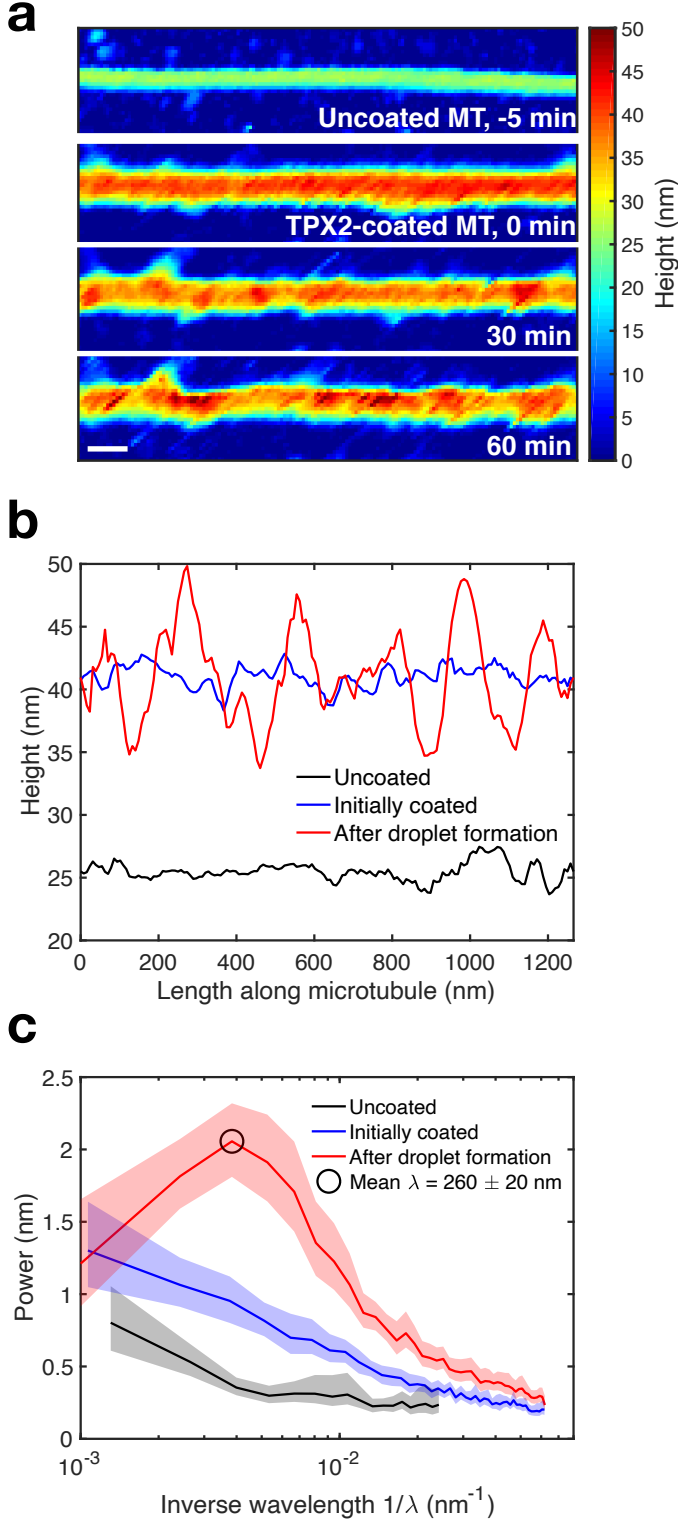 a
Uncoated MT, -5 min
TPX2-coated MT, 0 min
30 min
60 min
50
45
40
35
30
25
20
15
10
5
0
Height (nm)
b
50
45
40
35
30
25
20
Height (nm)
Uncoated
Initially coated
After droplet formation
0 200 400 600 800 1000 1200
Length along microtubule (nm)
c
2.5
2
1.5
1
0.5
0
Power (nm)
Uncoated
Initially coated
After droplet formation
Mean λ = 260 ± 20 nm
10⁻³ 10⁻²
Inverse wavelength 1/λ (nm⁻¹)